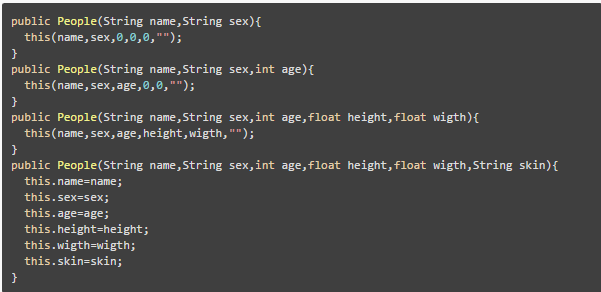 public People(String name,String sex){
  this(name,sex,0,0,0,"");
}
public People(String name,String sex,int age){
  this(name,sex,age,0,0,"");
}
public People(String name,String sex,int age,float height,float wigth){
  this(name,sex,age,height,wigth,"");
}
public People(String name,String sex,int age,float height,float wigth,String skin){
  this.name=name;
  this.sex=sex;
  this.age=age;
  this.height=height;
  this.wigth=wigth;
  this.skin=skin;
}